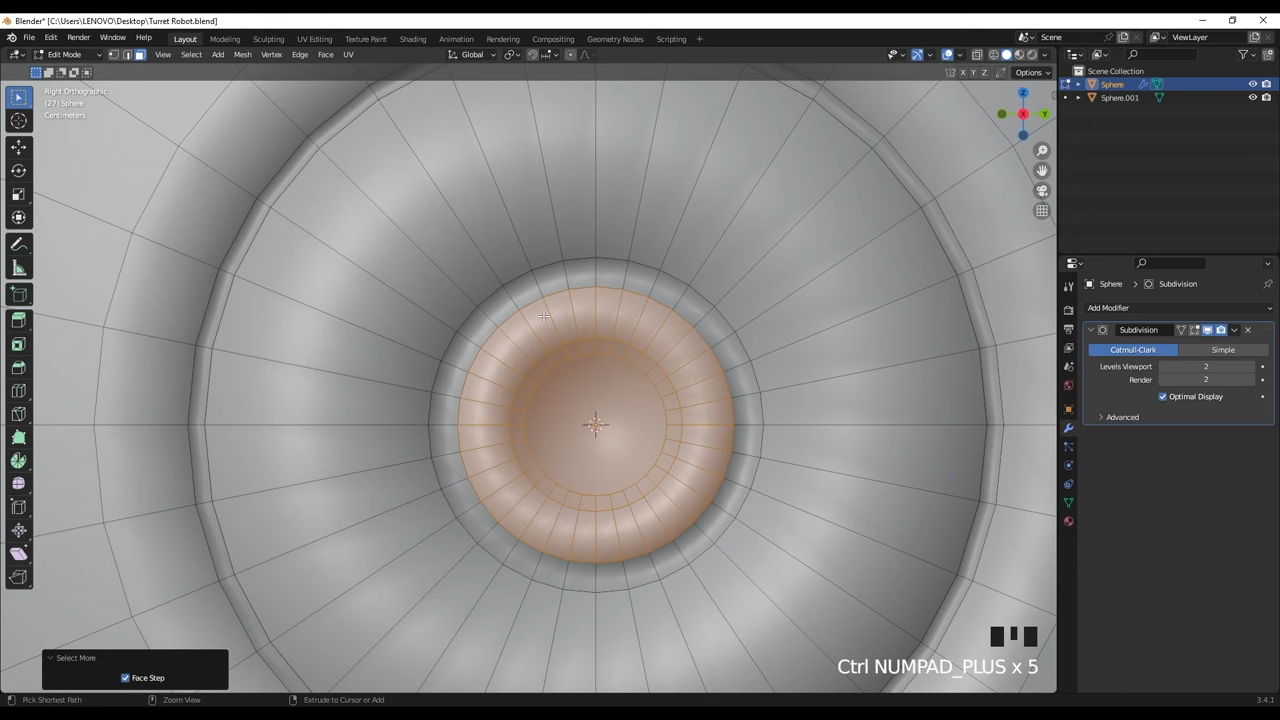 Blender* [C:\Users\LENOVO\Desktop\Turret Robot.blend]
File Edit Render Window Help Layout Modeling Sculpting UV Editing Texture Paint Shading Animation Rendering Compositing Geometry Nodes Scripting + Scene ViewLayer
Edit Mode View Select Add Mesh Vertex Edge Face UV Global
X Y Z Options
Right Orthographic
(27) Sphere
Centimeters
Z
X Y
Scene Collection
Sphere
Sphere.001
Sphere > Subdivision
Add Modifier
Subdivision
Catmull-Clark Simple
Levels Viewport 2
Render 2
Optimal Display
Advanced
Select More
Face Step
Ctrl NUMPAD_PLUS x 5
Pick Shortest Path Zoom View Extrude to Cursor or Add 3.4.1